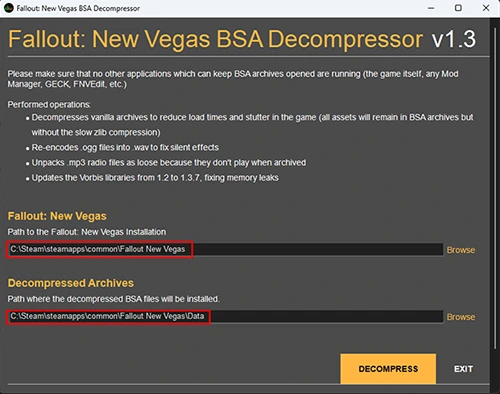 Fallout: New Vegas BSA Decompressor
Fallout: New Vegas BSA Decompressor v1.3
Please make sure that no other applications which can keep BSA archives opened are running (the game itself, any Mod
Manager, GECK, FNVEdit, etc.)
Performed operations:
• Decompresses vanilla archives to reduce load times and stutter in the game (all assets will remain in BSA archives but
without the slow zlib compression)
• Re-encodes .ogg files into .wav to fix silent effects
• Unpacks .mp3 radio files as loose because they don't play when archived
• Updates the Vorbis libraries from 1.2 to 1.3.7, fixing memory leaks
Fallout: New Vegas
Path to the Fallout: New Vegas Installation
C:\Steam\steamapps\common\Fallout New Vegas Browse
Decompressed Archives
Path where the decompressed BSA files will be installed.
C:\Steam\steamapps\common\Fallout New Vegas\Data Browse
DECOMPRESS EXIT